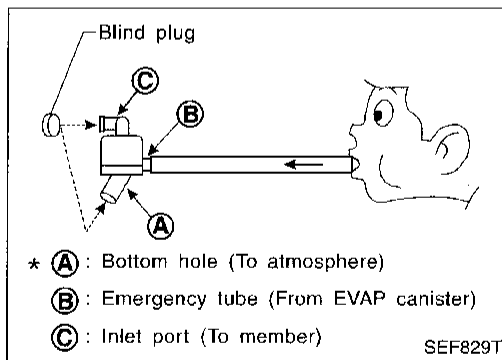 Blind plug
C
B
A
* A : Bottom hole (To atmosphere)
B : Emergency tube (From EVAP canister)
C : Inlet port (To member)
SEF829T